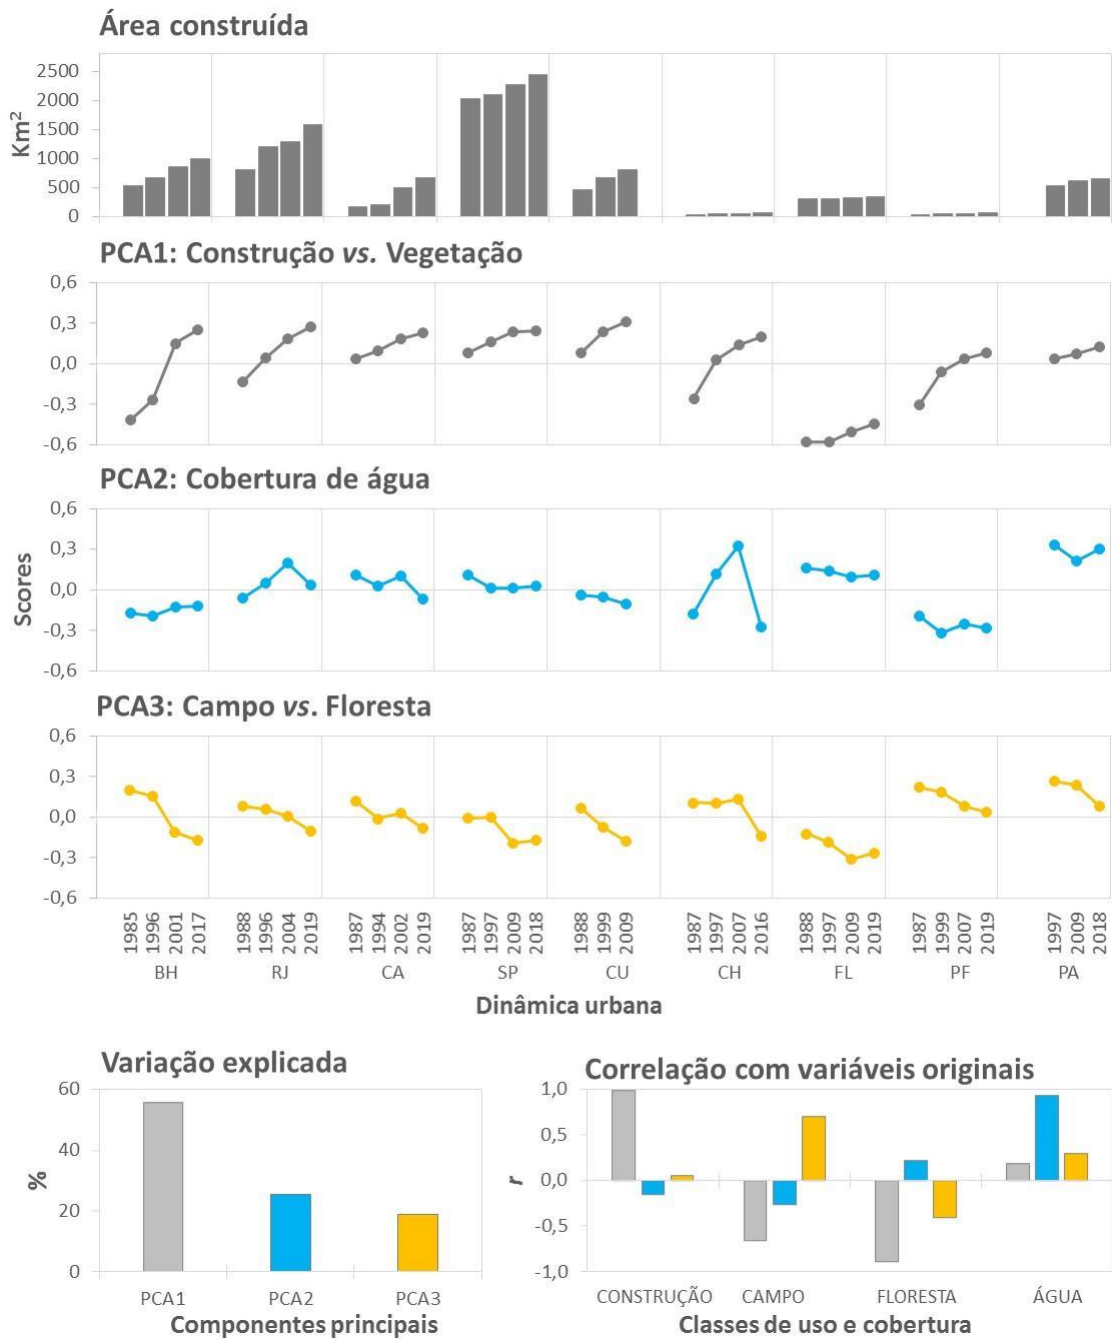 Área construída
Km²
2500
2000
1500
1000
500
0
PCA1: Construção vs. Vegetação
0,6
0,3
0,0
-0,3
-0,6
PCA2: Cobertura de água
Scores
0,6
0,3
0,0
-0,3
-0,6
PCA3: Campo vs. Floresta
0,6
0,3
0,0
-0,3
-0,6
1985 1996 2001 2017 1988 1996 2004 2019 1987 1994 2002 2019 1987 1997 2009 2018 1988 1999 2009 1987 1997 2007 2016 1988 1997 2009 2019 1987 1999 2007 2019 1997 2009 2018
BH RJ CA SP CU CH FL PF PA
Dinâmica urbana
Variação explicada
%
60
40
20
0
PCA1 PCA2 PCA3
Componentes principais
Correlação com variáveis originais
r
1,0
0,5
0,0
-0,5
-1,0
CONSTRUÇÃO CAMPO FLORESTA ÁGUA
Classes de uso e cobertura